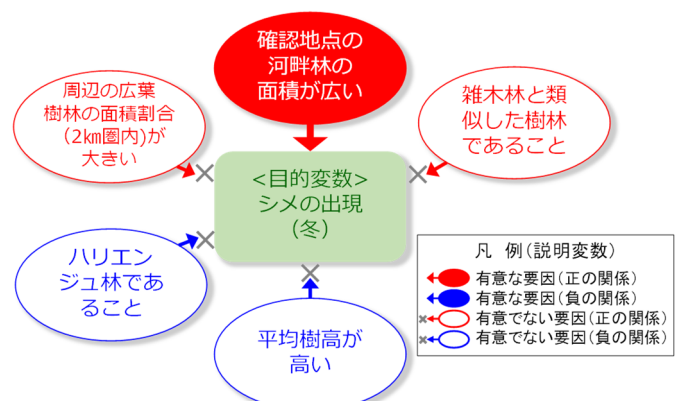 確認地点の
河畔林の
面積が広い
周辺の広葉
樹林の面積割合
(2km圏内)が
大きい
雑木林と類
似した樹林
であること
<目的変数>
シメの出現
(冬)
ハリエン
ジュ林であ
ること
平均樹高が
高い
凡 例(説明変数)
有意な要因(正の関係)
有意な要因(負の関係)
有意でない要因(正の関係)
有意でない要因(負の関係)